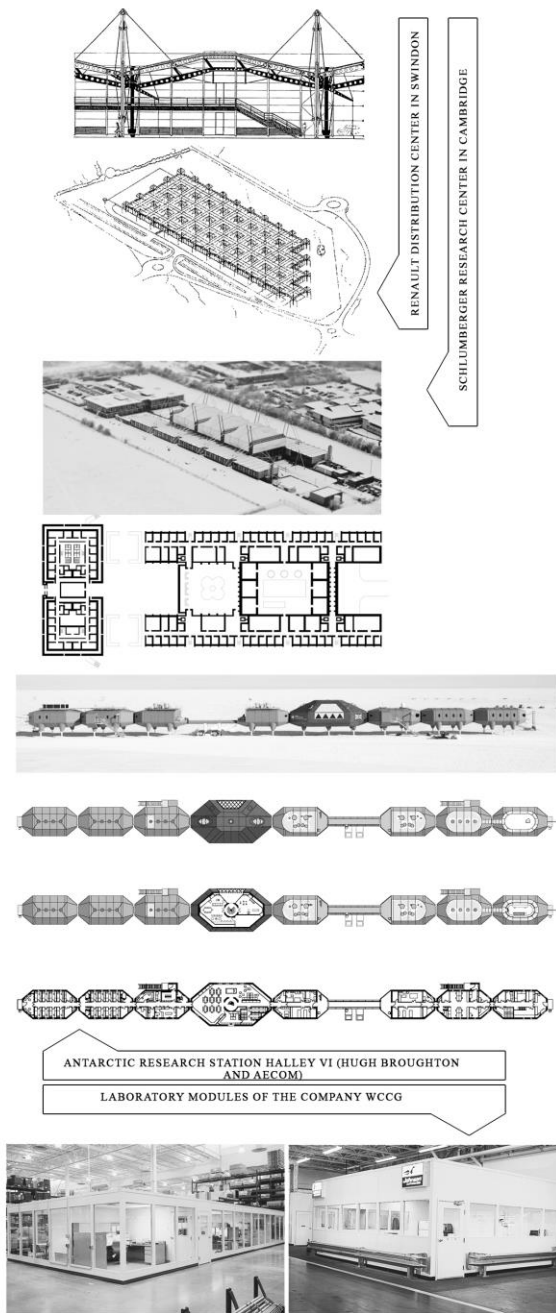 RENAULT DISTRIBUTION CENTER IN SWINDON
SCHLUMBERGER RESEARCH CENTER IN CAMBRIDGE
ANTARCTIC RESEARCH STATION HALLEY VI (HUGH BROUGHTON
AND AECOM)
LABORATORY MODULES OF THE COMPANY WCCG